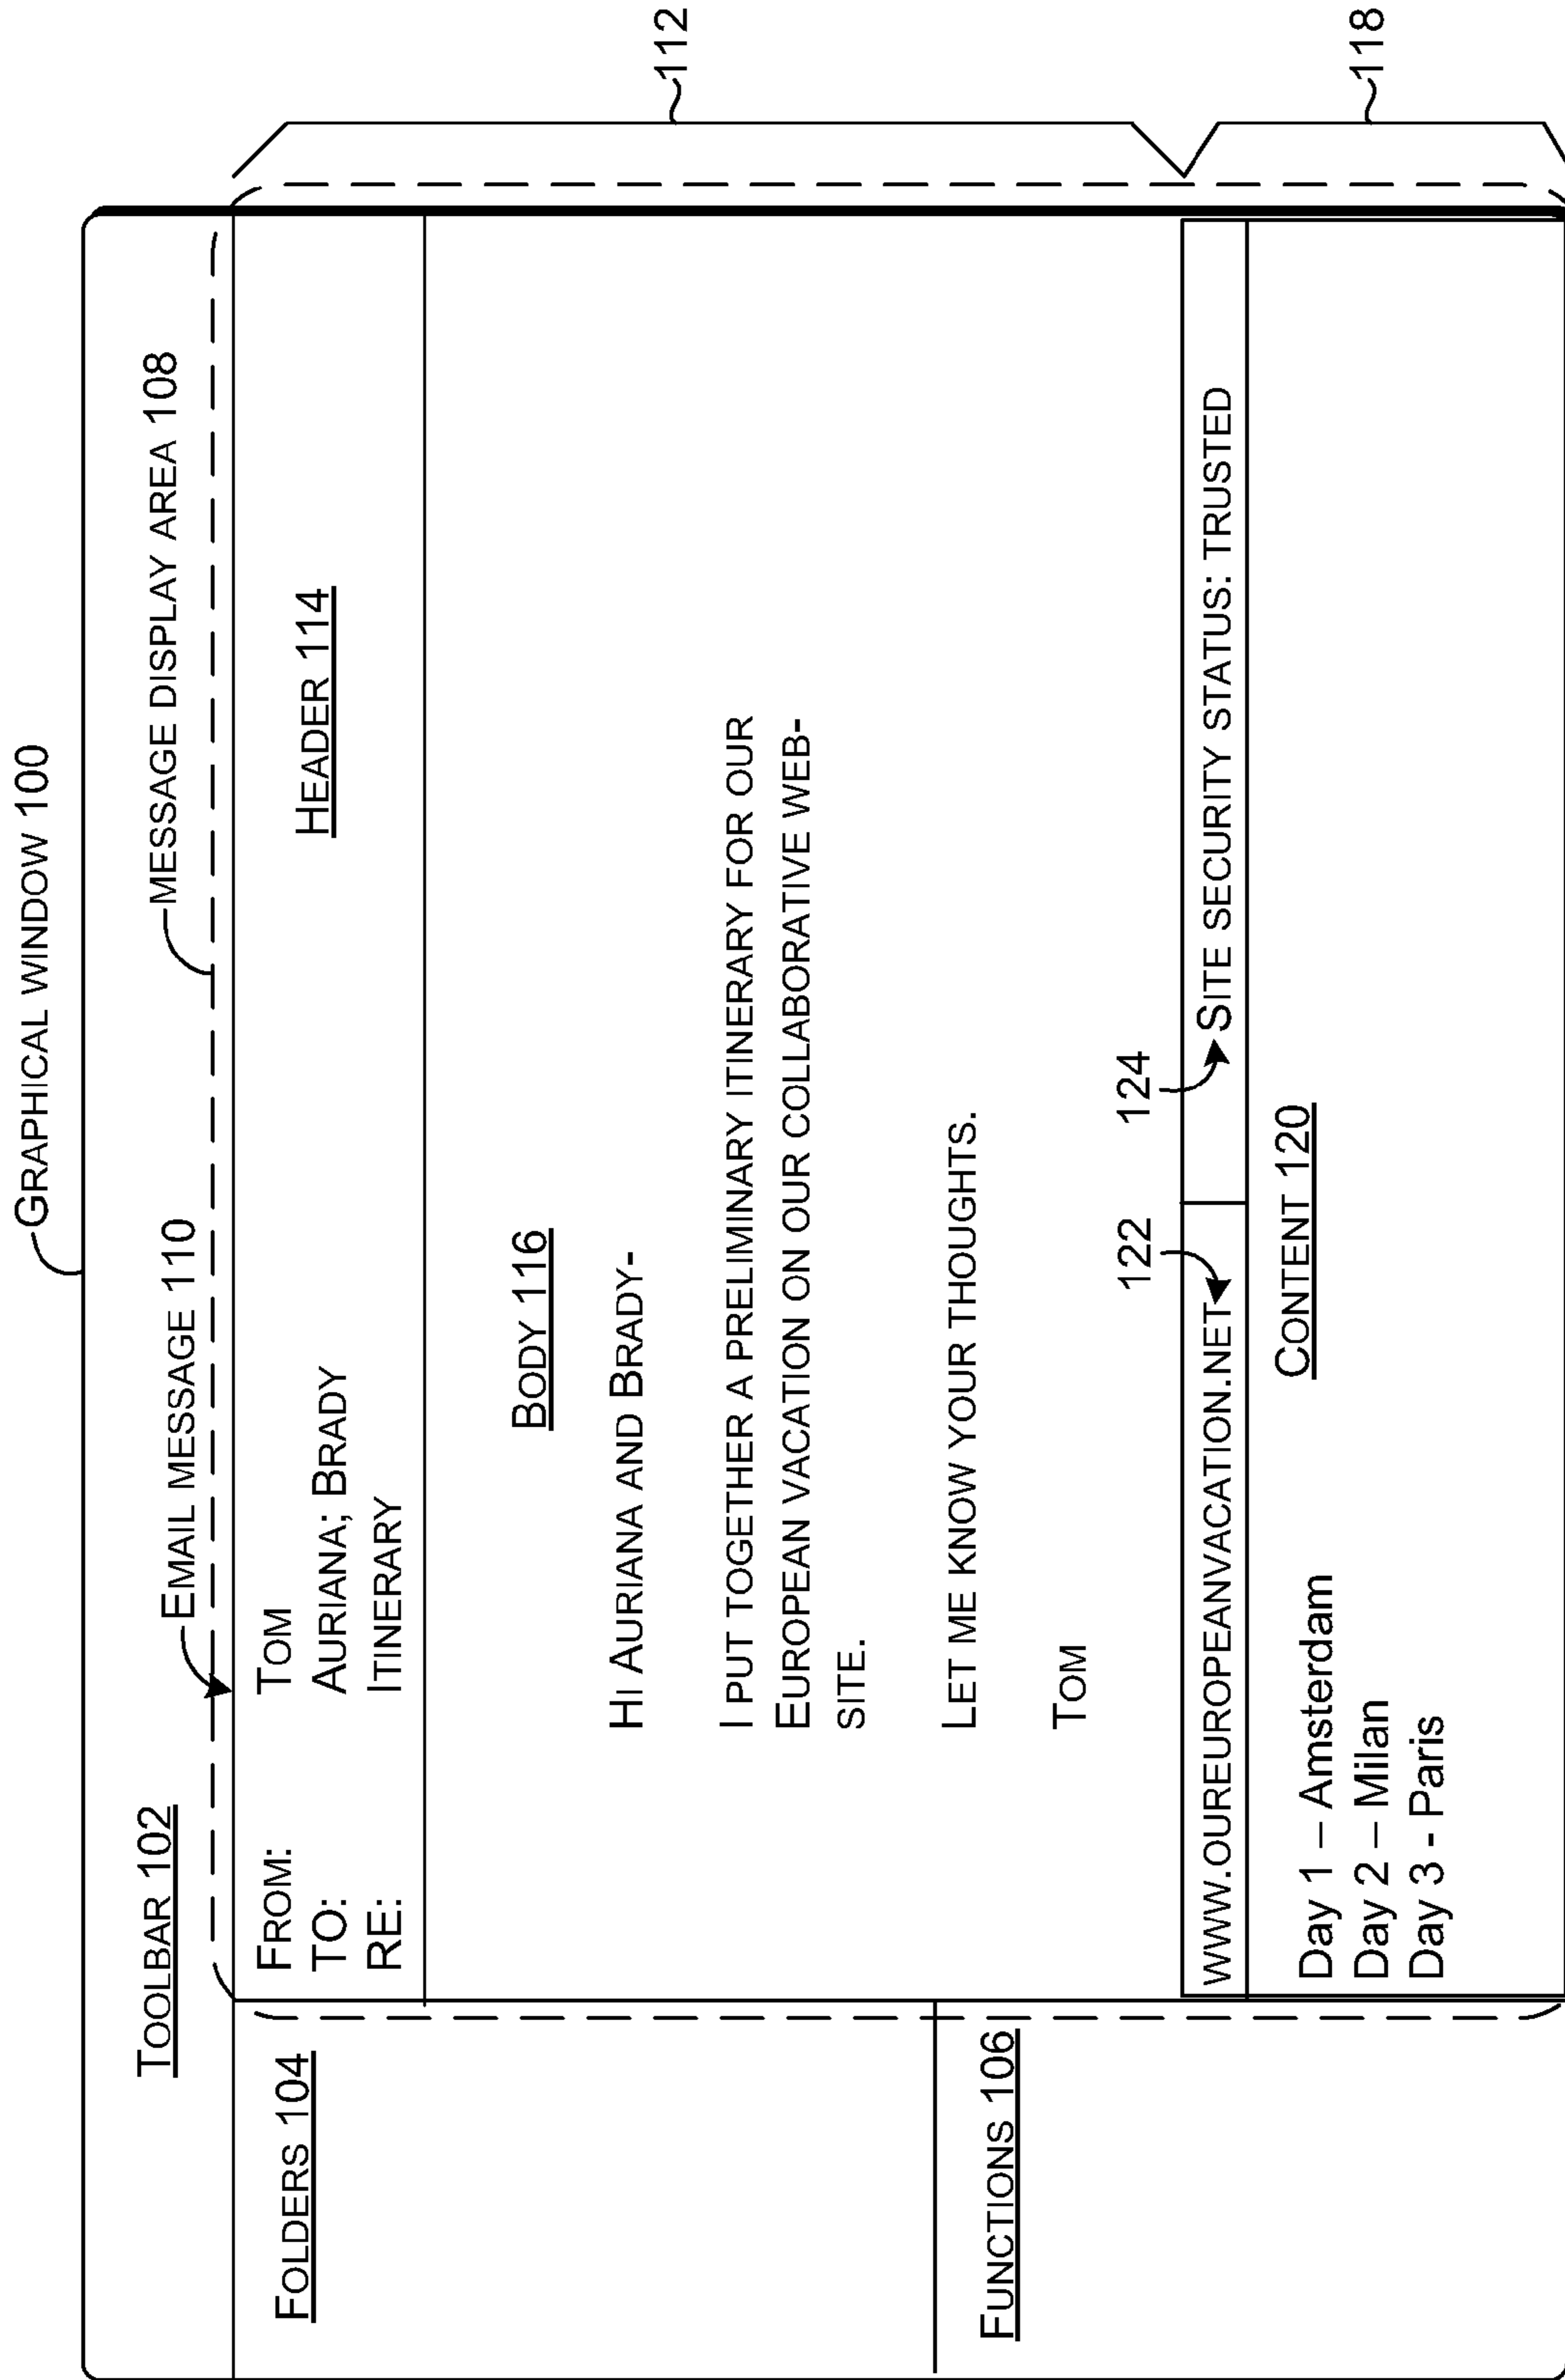 GRAPHICAL WINDOW 100
TOOLBAR 102
EMAIL MESSAGE 110
MESSAGE DISPLAY AREA 108
FOLDERS 104
FROM: TOM
TO: AURIANA; BRADY
RE: ITINERARY
HEADER 114
112
BODY 116
HI AURIANA AND BRADY-
I PUT TOGETHER A PRELIMINARY ITINERARY FOR OUR
EUROPEAN VACATION ON OUR COLLABORATIVE WEB-
SITE.
LET ME KNOW YOUR THOUGHTS.
TOM
FUNCTIONS 106
122
124
WWW.OUREUROPEANVACATION.NET
SITE SECURITY STATUS: TRUSTED
CONTENT 120
Day 1 – Amsterdam
Day 2 – Milan
Day 3 - Paris
118